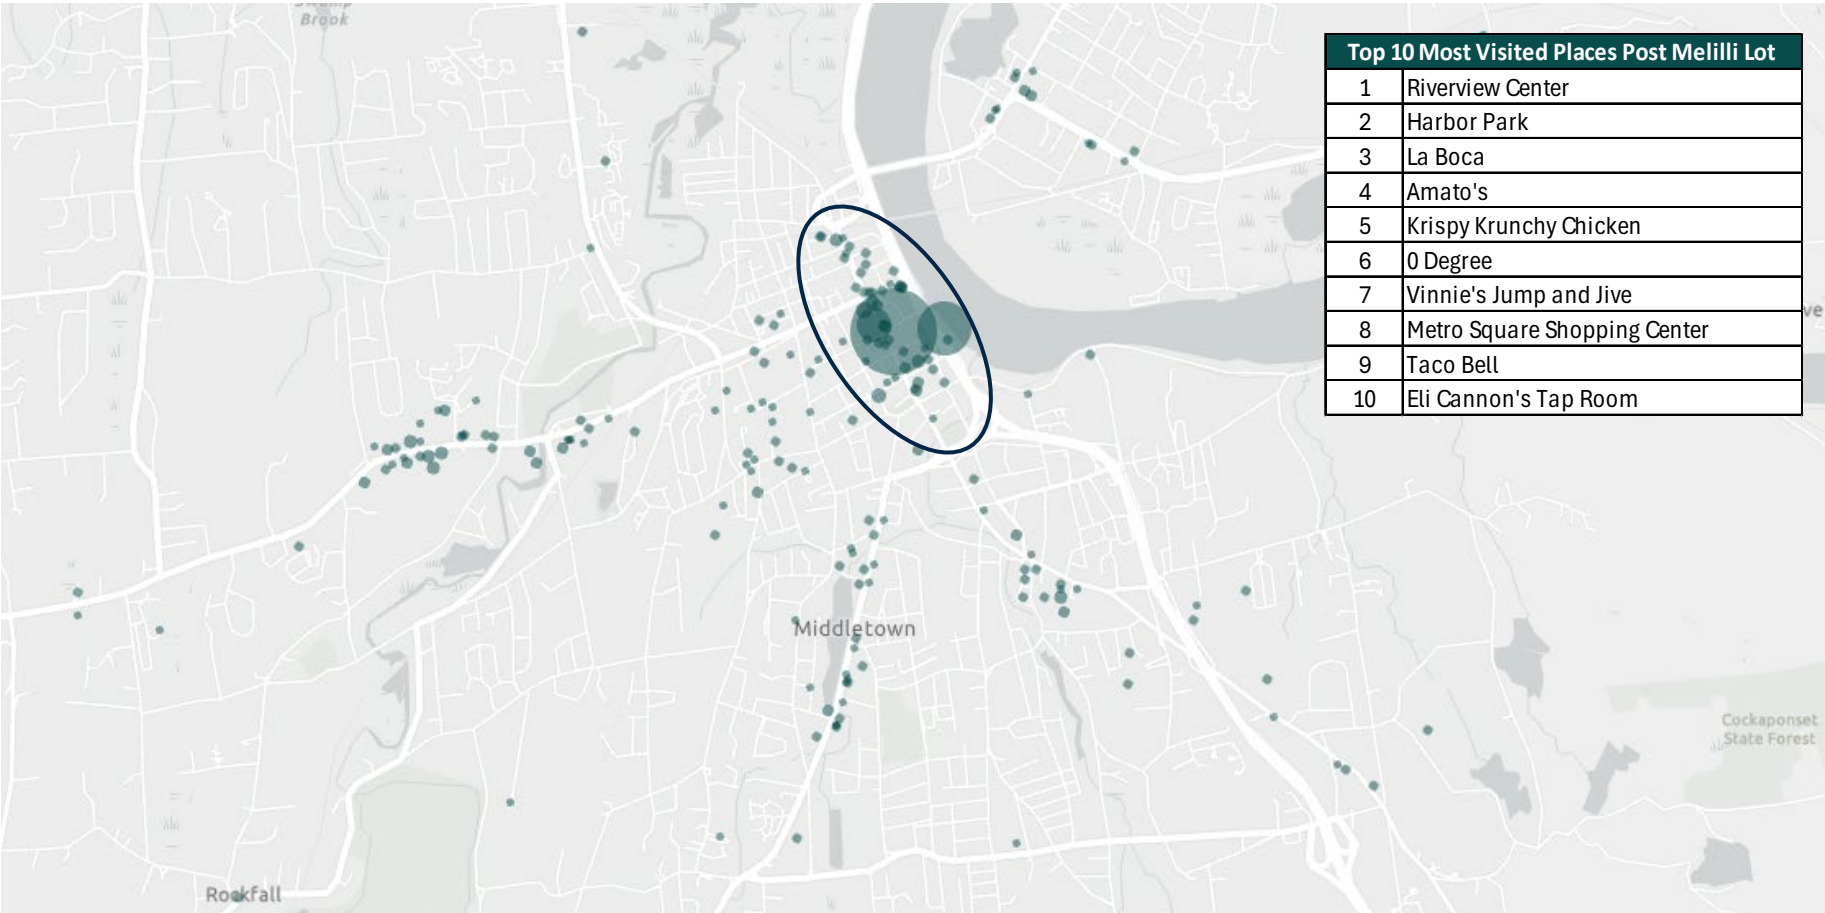 Swamp
Brook
Top 10 Most Visited Places Post Melilli Lot
1 Riverview Center
2 Harbor Park
3 La Boca
4 Amato's
5 Krispy Krunchy Chicken
6 0 Degree
7 Vinnie's Jump and Jive
8 Metro Square Shopping Center
9 Taco Bell
10 Eli Cannon's Tap Room
ve
Middletown
Cockaponset
State Forest
Rockfall